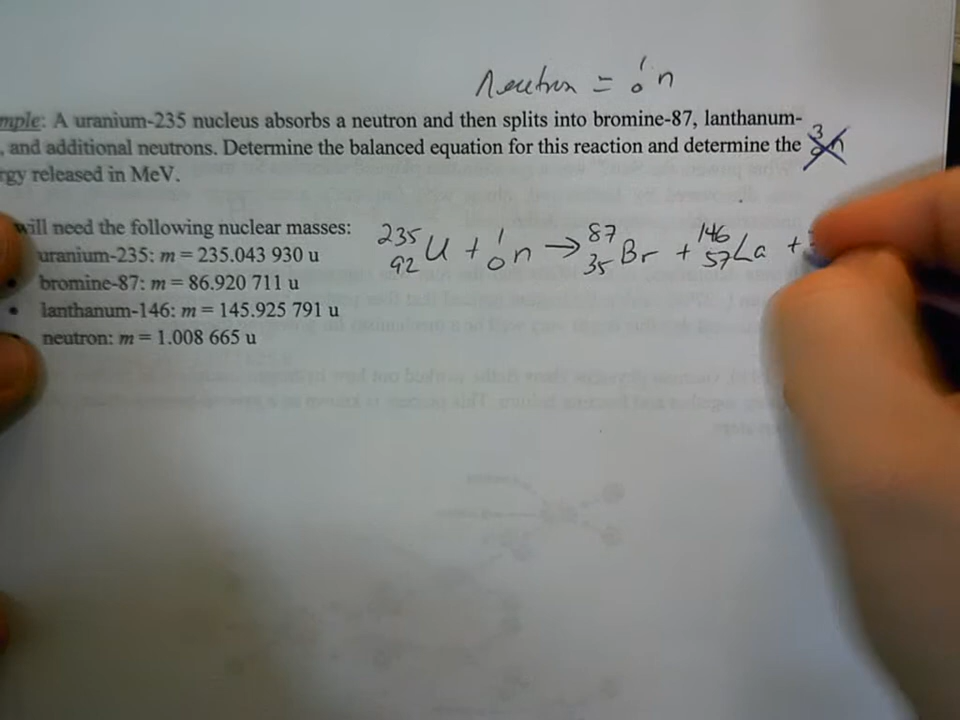 Neutron = ¹₀n
mple: A uranium-235 nucleus absorbs a neutron and then splits into bromine-87, lanthanum-
, and additional neutrons. Determine the balanced equation for this reaction and determine the
rgy released in MeV.
will need the following nuclear masses:
uranium-235: m = 235.043 930 u
• bromine-87: m = 86.920 711 u
• lanthanum-146: m = 145.925 791 u
neutron: m = 1.008 665 u
²³⁵₉₂U + ¹₀n → ⁸⁷₃₅Br + ¹⁴⁶₅₇La +